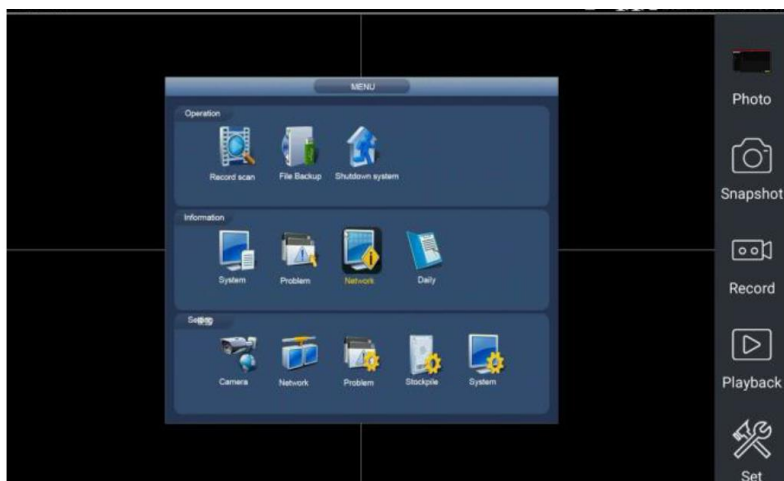 MENU
Operation
Record scan
File Backup
Shutdown system
Information
System
Problem
Network
Daily
Camera
Network
Problem
Stockpile
System
Photo
Snapshot
Record
Playback
Set